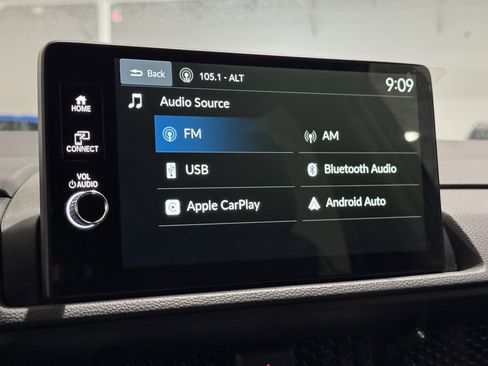 Back
105.1 - ALT
9:09
HOME
Audio Source
FM
AM
CONNECT
USB
Bluetooth Audio
VOL
AUDIO
Apple CarPlay
Android Auto